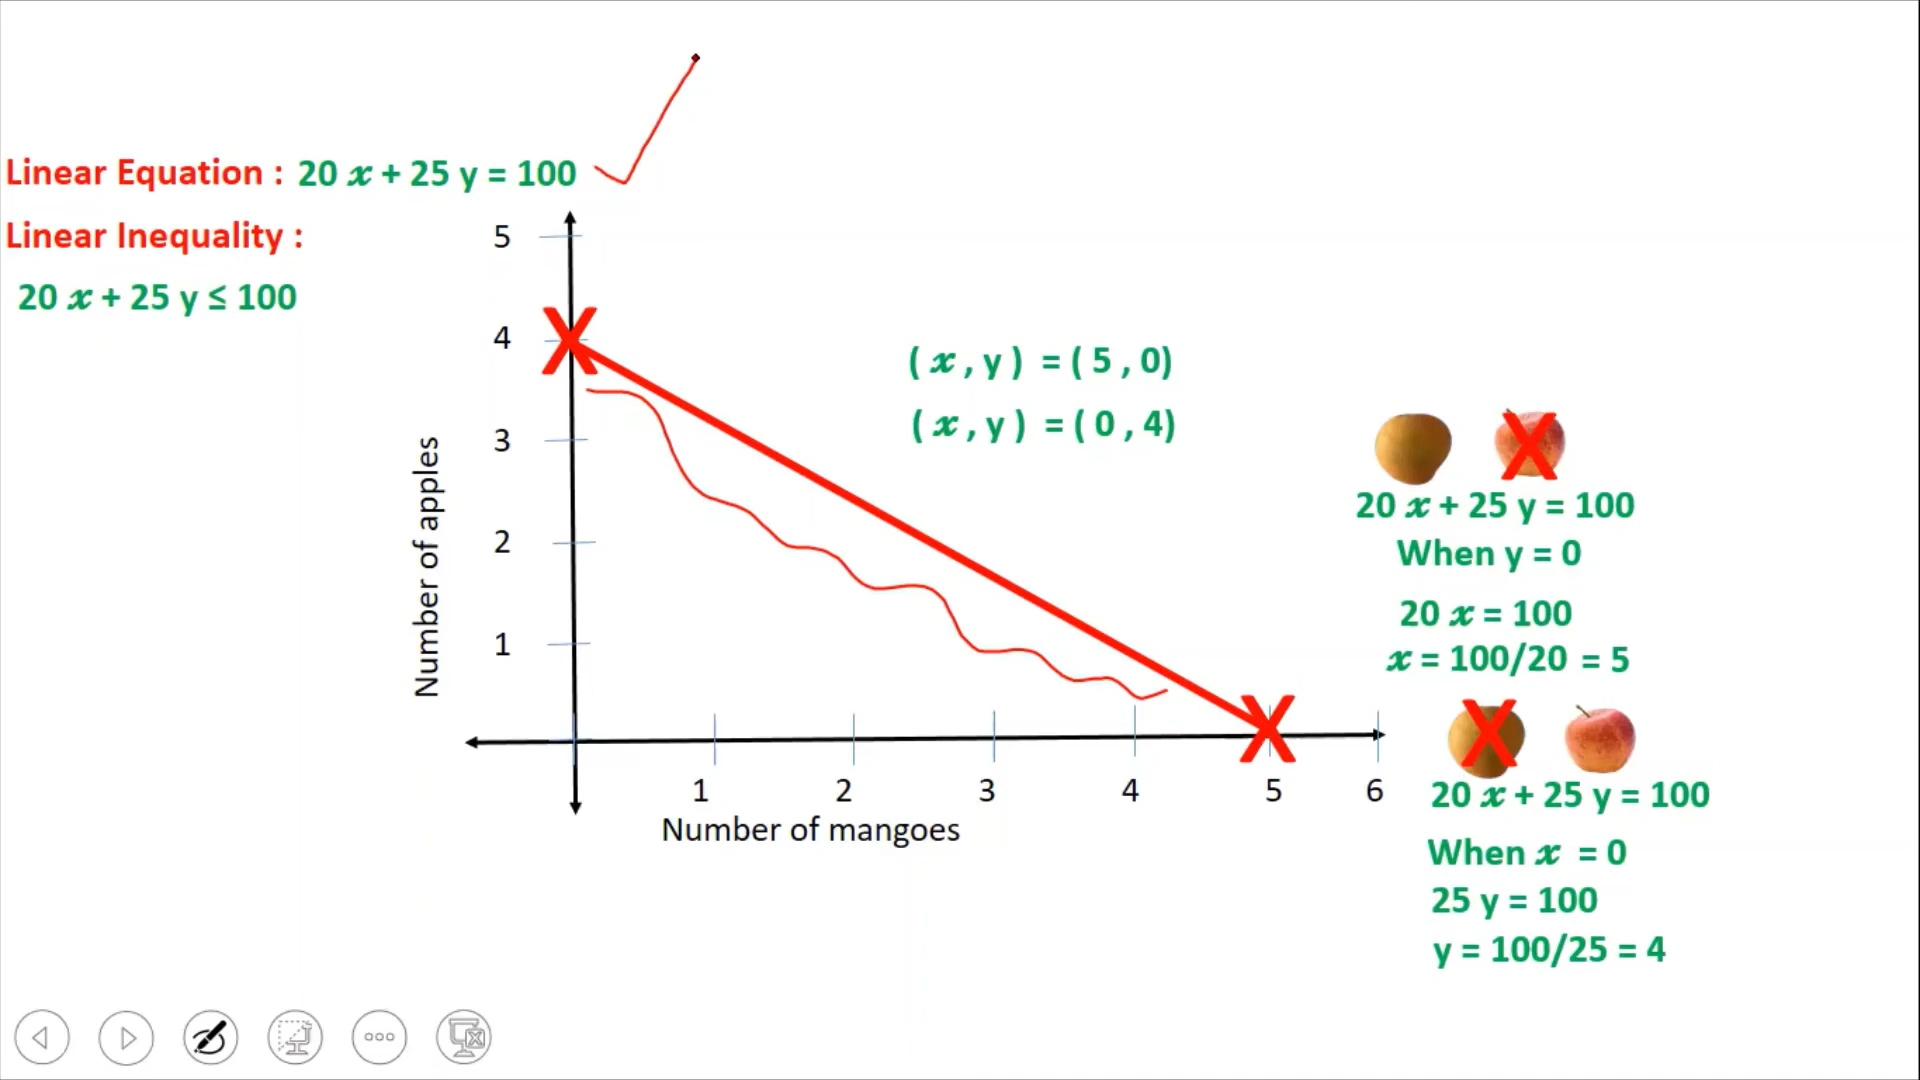 Linear Equation : 20 x + 25 y = 100
Linear Inequality :
20 x + 25 y ≤ 100
5
4
3
2
1
Number of apples
( x , y ) = ( 5 , 0)
( x , y ) = ( 0 , 4)
1 2 3 4 5 6
Number of mangoes
X
20 x + 25 y = 100
When y = 0
20 x = 100
x = 100/20 = 5
X
20 x + 25 y = 100
When x = 0
25 y = 100
y = 100/25 = 4